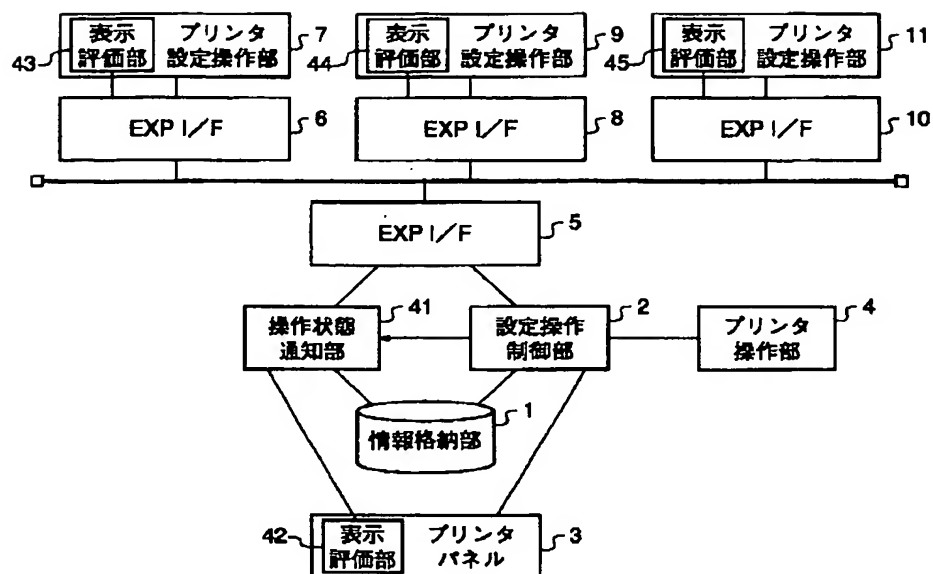 43
表示
評価部
プリンタ
設定操作部
7
44
表示
評価部
プリンタ
設定操作部
9
45
表示
評価部
プリンタ
設定操作部
11
EXP I/F
6
EXP I/F
8
EXP I/F
10
EXP I/F
5
操作状態
通知部
41
設定操作
制御部
2
プリンタ
操作部
4
情報格納部
1
42
表示
評価部
プリンタ
パネル
3